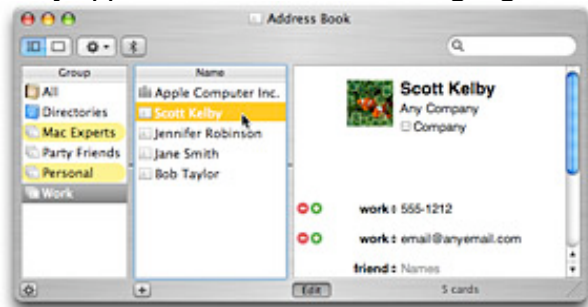 Address Book
Group
Name
All
Directories
Mac Experts
Party Friends
Personal
Work
Apple Computer Inc.
Scott Kelby
Jennifer Robinson
Jane Smith
Bob Taylor
Scott Kelby
Any Company
Company
work 555-1212
work email@anyemail.com
friend Names
Edit
5 cards